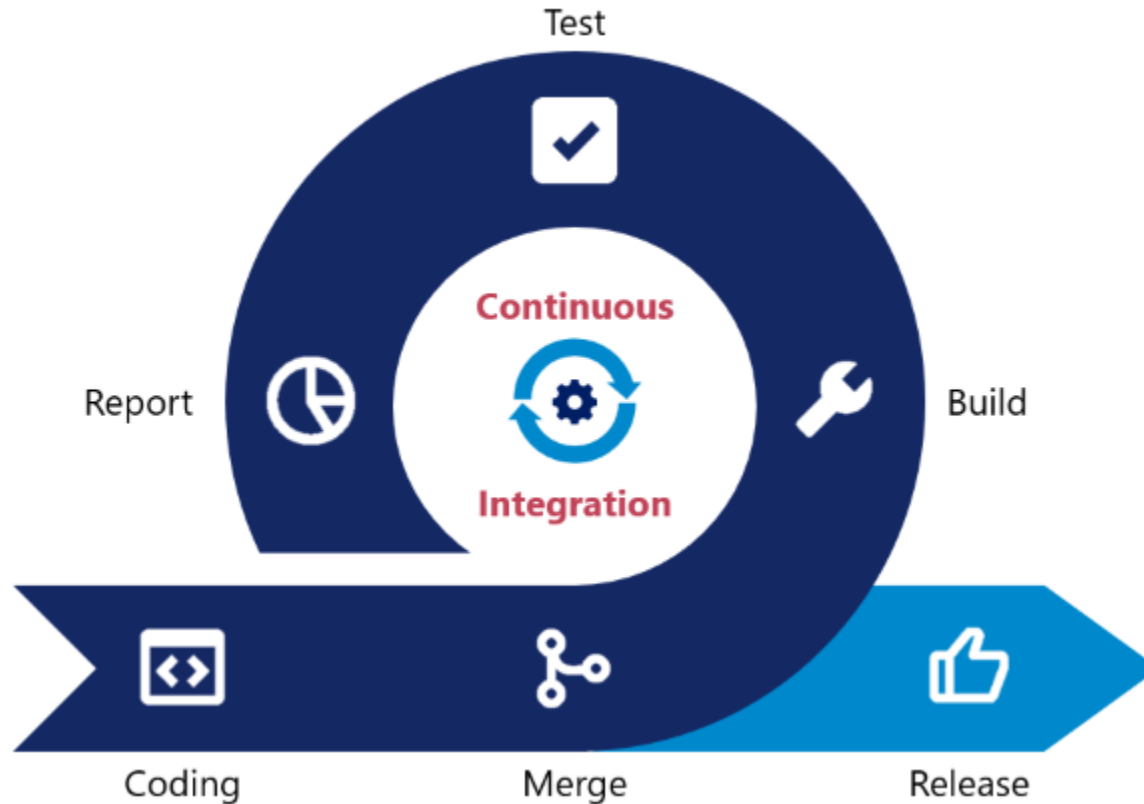 Test
Continuous
Report
Build
Integration
Coding
Merge
Release